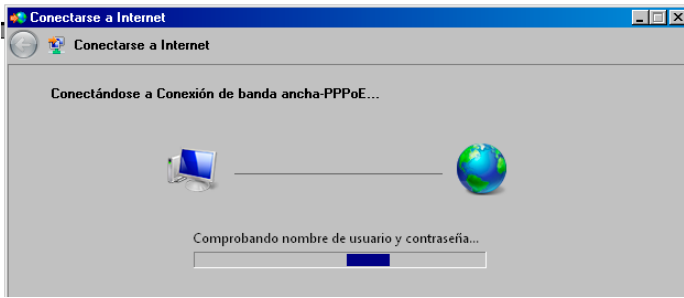 Conectarse a Internet
Conectarse a Internet
Conectándose a Conexión de banda ancha-PPPoE...
Comprobando nombre de usuario y contraseña...